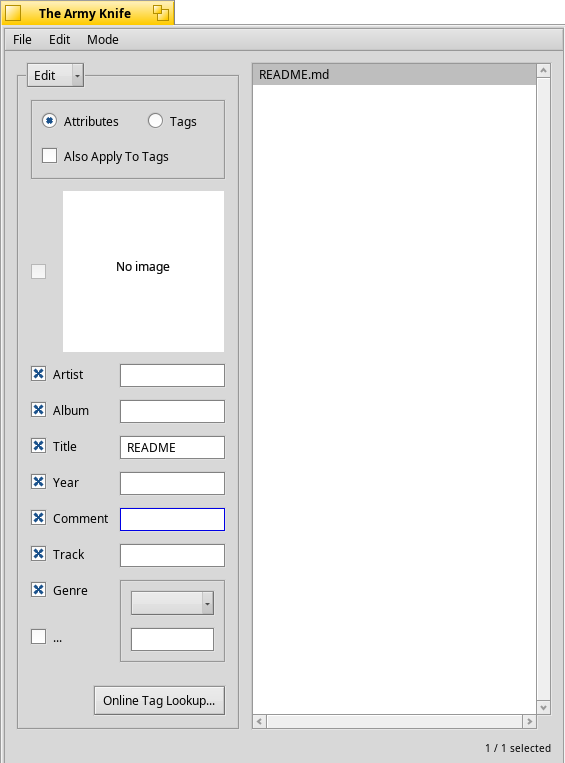 The Army Knife
File Edit Mode
Edit
Attributes Tags
Also Apply To Tags
No image
Artist
Album
Title README
Year
Comment
Track
Genre
...
Online Tag Lookup...
README.md
1 / 1 selected